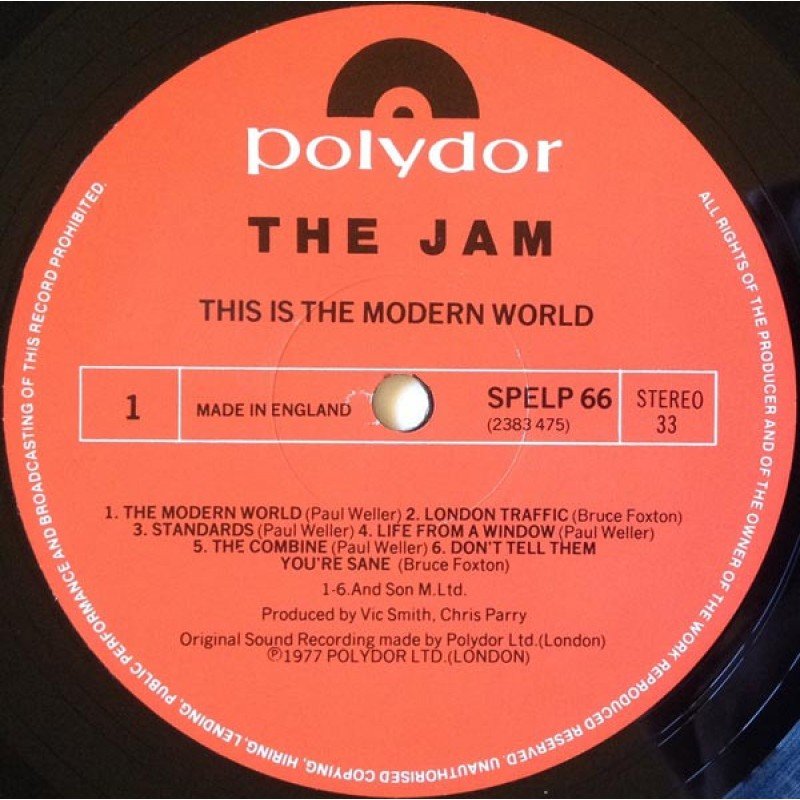 polydor
THE JAM
THIS IS THE MODERN WORLD
1
MADE IN ENGLAND
SPELP 66
(2383 475)
STEREO
33
1. THE MODERN WORLD (Paul Weller) 2. LONDON TRAFFIC (Bruce Foxton)
3. STANDARDS (Paul Weller) 4. LIFE FROM A WINDOW (Paul Weller)
5. THE COMBINE (Paul Weller) 6. DON'T TELL THEM
YOU'RE SANE (Bruce Foxton)
1-6.And Son M.Ltd.
Produced by Vic Smith, Chris Parry
Original Sound Recording made by Polydor Ltd.(London)
℗1977 POLYDOR LTD.(LONDON)
ALL RIGHTS OF THE PRODUCER AND OF THE OWNER OF THE WORK REPRODUCED RESERVED. UNAUTHORISED COPYING, HIRING, LENDING, PUBLIC PERFORMANCE AND BROADCASTING OF THIS RECORD PROHIBITED.